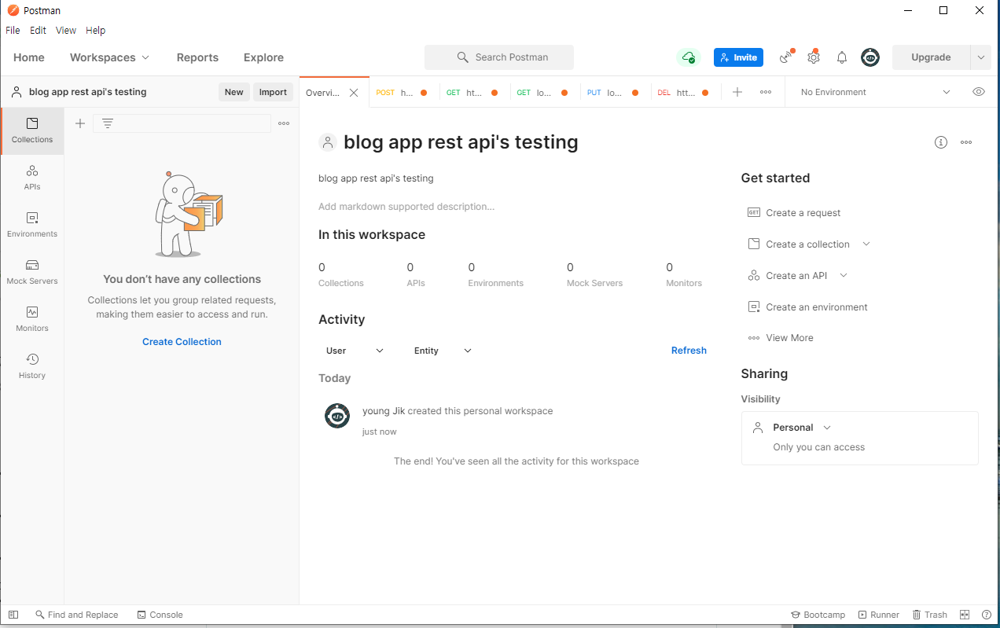 Postman
File Edit View Help
Home Workspaces Reports Explore Search Postman Invite Upgrade
blog app rest api's testing New Import
Overvi... POST h... GET ht... GET lo... PUT lo... DEL htt... No Environment
Collections
APIs
Environments
Mock Servers
Monitors
History
You don't have any collections
Collections let you group related requests,
making them easier to access and run.
Create Collection
blog app rest api's testing
blog app rest api's testing
Add markdown supported description...
In this workspace
0 0 0 0 0
Collections APIs Environments Mock Servers Monitors
Activity
User Entity Refresh
Today
</>
young Jik created this personal workspace
just now
The end! You've seen all the activity for this workspace
Get started
GET Create a request
Create a collection
Create an API
Create an environment
View More
Sharing
Visibility
Personal
Only you can access
Find and Replace Console Bootcamp Runner Trash